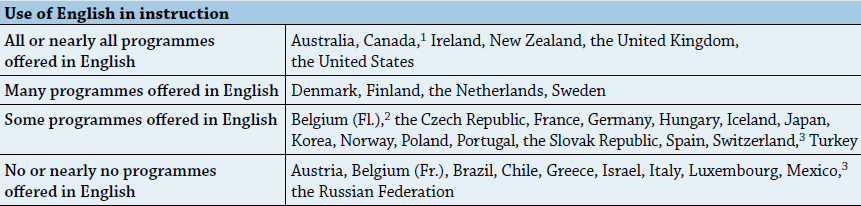 Use of English in instruction
All or nearly all programmes
offered in English
Australia, Canada,¹ Ireland, New Zealand, the United Kingdom,
the United States
Many programmes offered in English
Denmark, Finland, the Netherlands, Sweden
Some programmes offered in English
Belgium (Fl.),² the Czech Republic, France, Germany, Hungary, Iceland, Japan,
Korea, Norway, Poland, Portugal, the Slovak Republic, Spain, Switzerland,³ Turkey
No or nearly no programmes
offered in English
Austria, Belgium (Fr.), Brazil, Chile, Greece, Israel, Italy, Luxembourg, Mexico,³
the Russian Federation